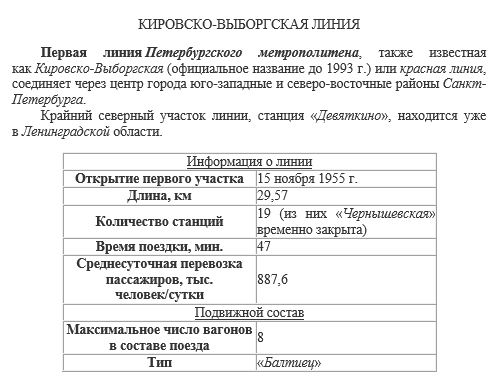 КИРОВСКО-ВЫБОРГСКАЯ ЛИНИЯ
Первая линия Петербургского метрополитена, также известная
как Кировско-Выборгская (официальное название до 1993 г.) или красная линия,
соединяет через центр города юго-западные и северо-восточные районы Санкт-
Петербурга.
Крайний северный участок линии, станция «Девяткино», находится уже
в Ленинградской области.
Информация о линии
Открытие первого участка 15 ноября 1955 г.
Длина, км 29,57
Количество станций 19 (из них «Чернышевская»
временно закрыта)
Время поездки, мин. 47
Среднесуточная перевозка
пассажиров, тыс. 887,6
человек/сутки
Подвижной состав
Максимальное число вагонов 8
в составе поезда
Тип «Балтиец»